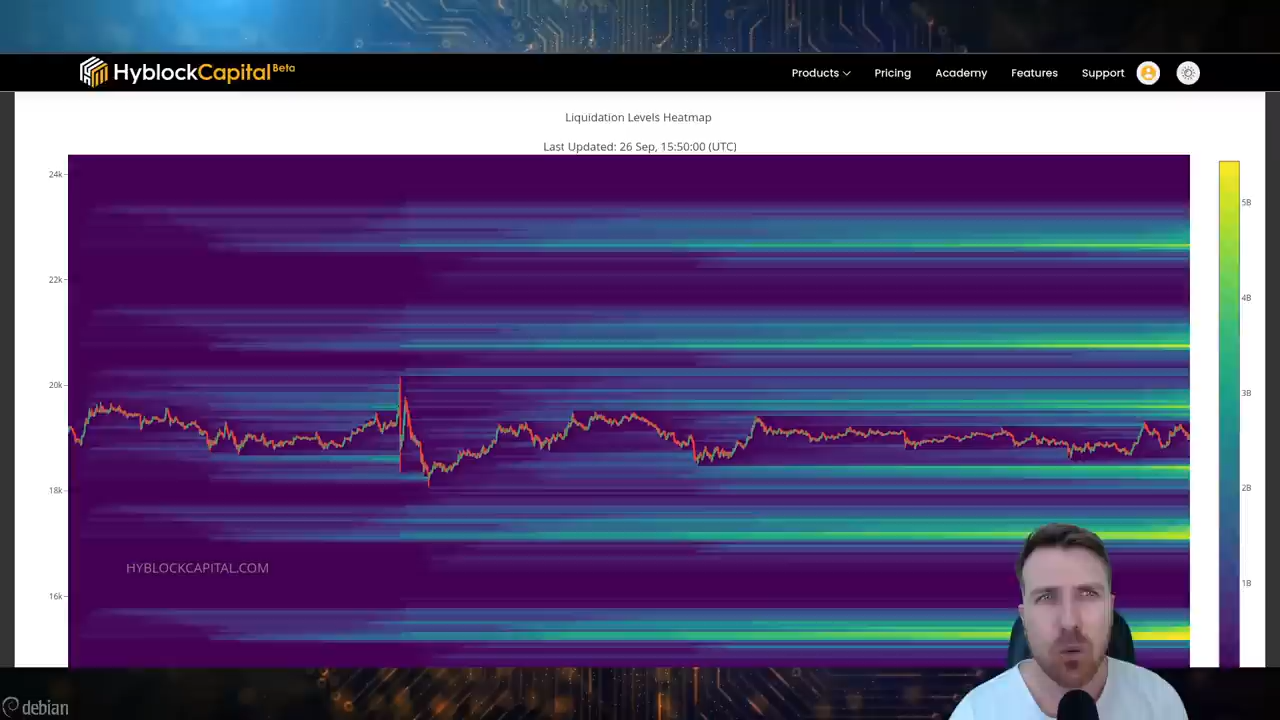 HyblockCapital Beta
Products Pricing Academy Features Support
Liquidation Levels Heatmap
Last Updated: 26 Sep, 15:50:00 (UTC)
24k
22k
20k
18k
16k
5B
4B
3B
2B
1B
HYBLOCKCAPITAL.COM
debian